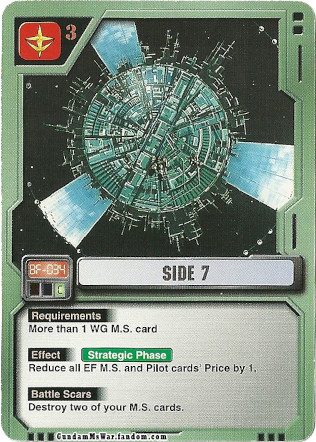 3
BF-034
SIDE 7
C
Requirements
More than 1 WG M.S. card
Effect Strategic Phase
Reduce all EF M.S. and Pilot cards' Price by 1.
Battle Scars
Destroy two of your M.S. cards.
GundamMsWar.fandom.com